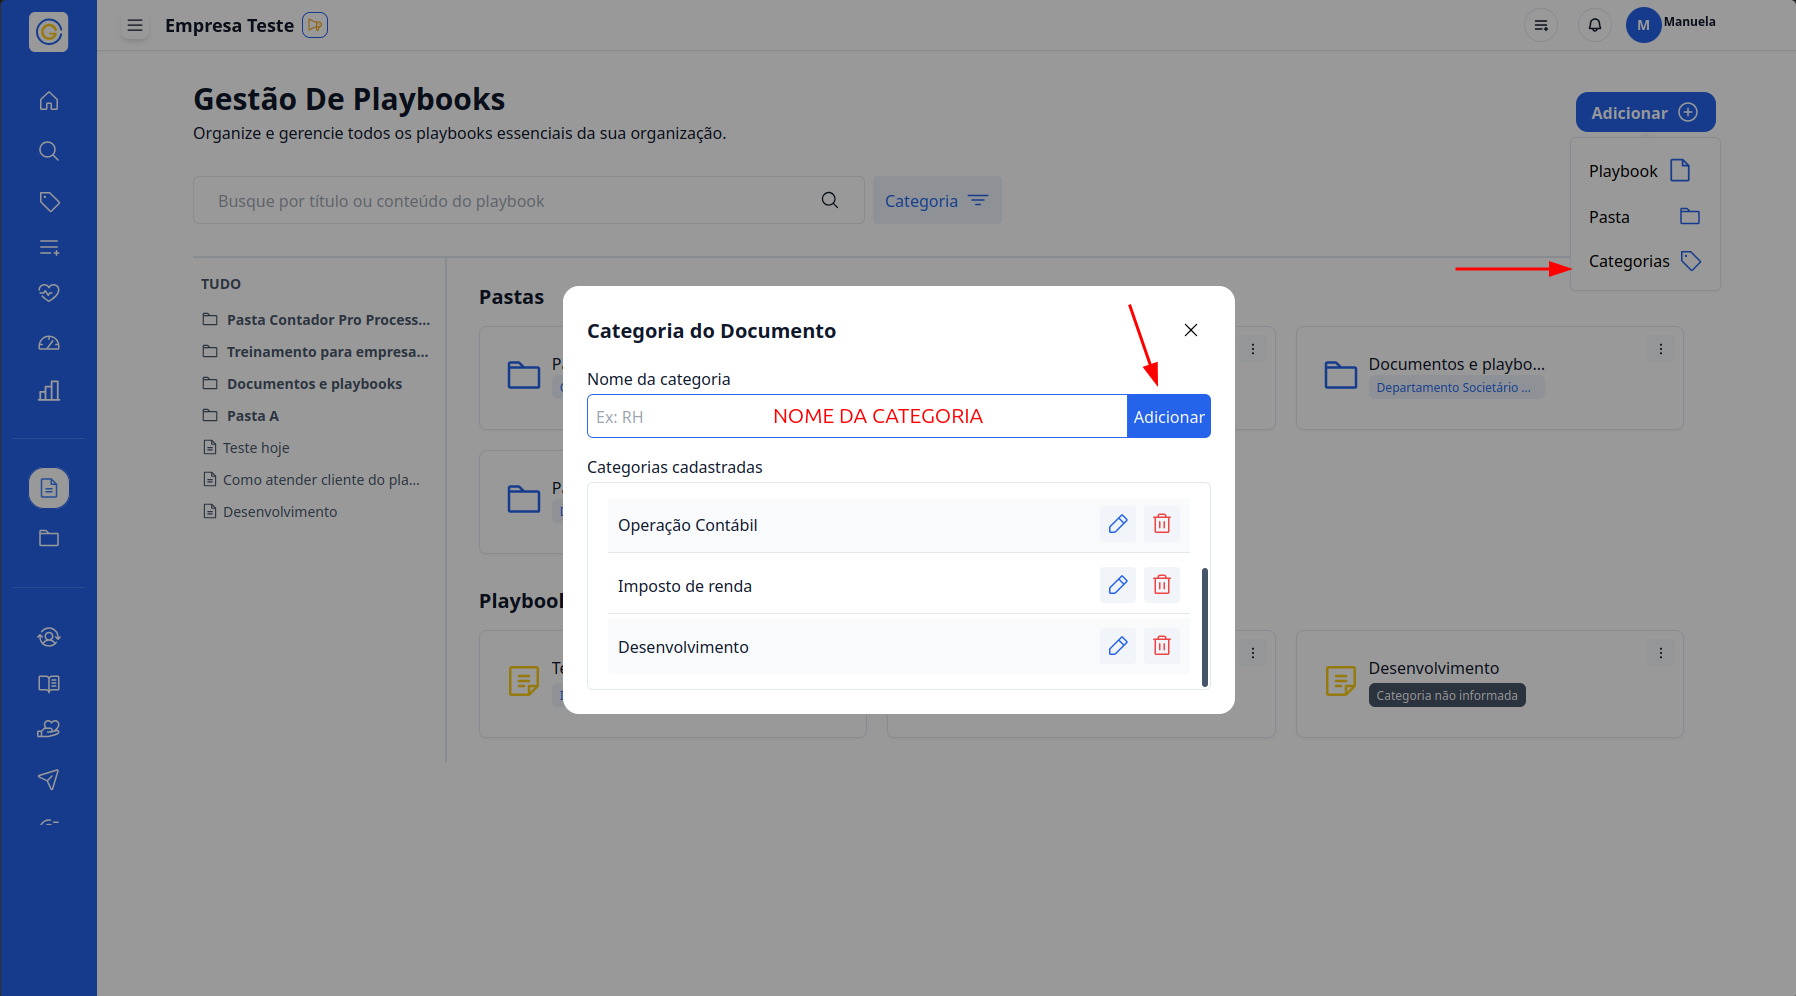 Empresa Teste
M
Manuela
Gestão De Playbooks
Organize e gerencie todos os playbooks essenciais da sua organização.
Adicionar
Playbook
Pasta
Categorias
Busque por título ou conteúdo do playbook
Categoria
TUDO
Pasta Contador Pro Process...
Treinamento para empresa...
Documentos e playbooks
Pasta A
Teste hoje
Como atender cliente do pla...
Desenvolvimento
Pastas
Documentos e playbo...
Departamento Societário ...
Categoria do Documento
Nome da categoria
Ex: RH
NOME DA CATEGORIA
Adicionar
Categorias cadastradas
Operação Contábil
Imposto de renda
Desenvolvimento
Desenvolvimento
Categoria não informada